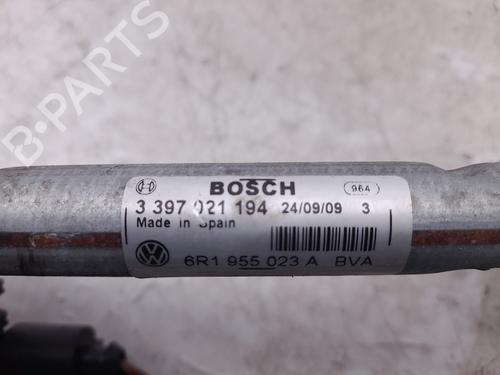 BOSCH
964
3 397 021 194 24/09/09 3
Made in Spain
6R1 955 023 A BVA
B-PARTS